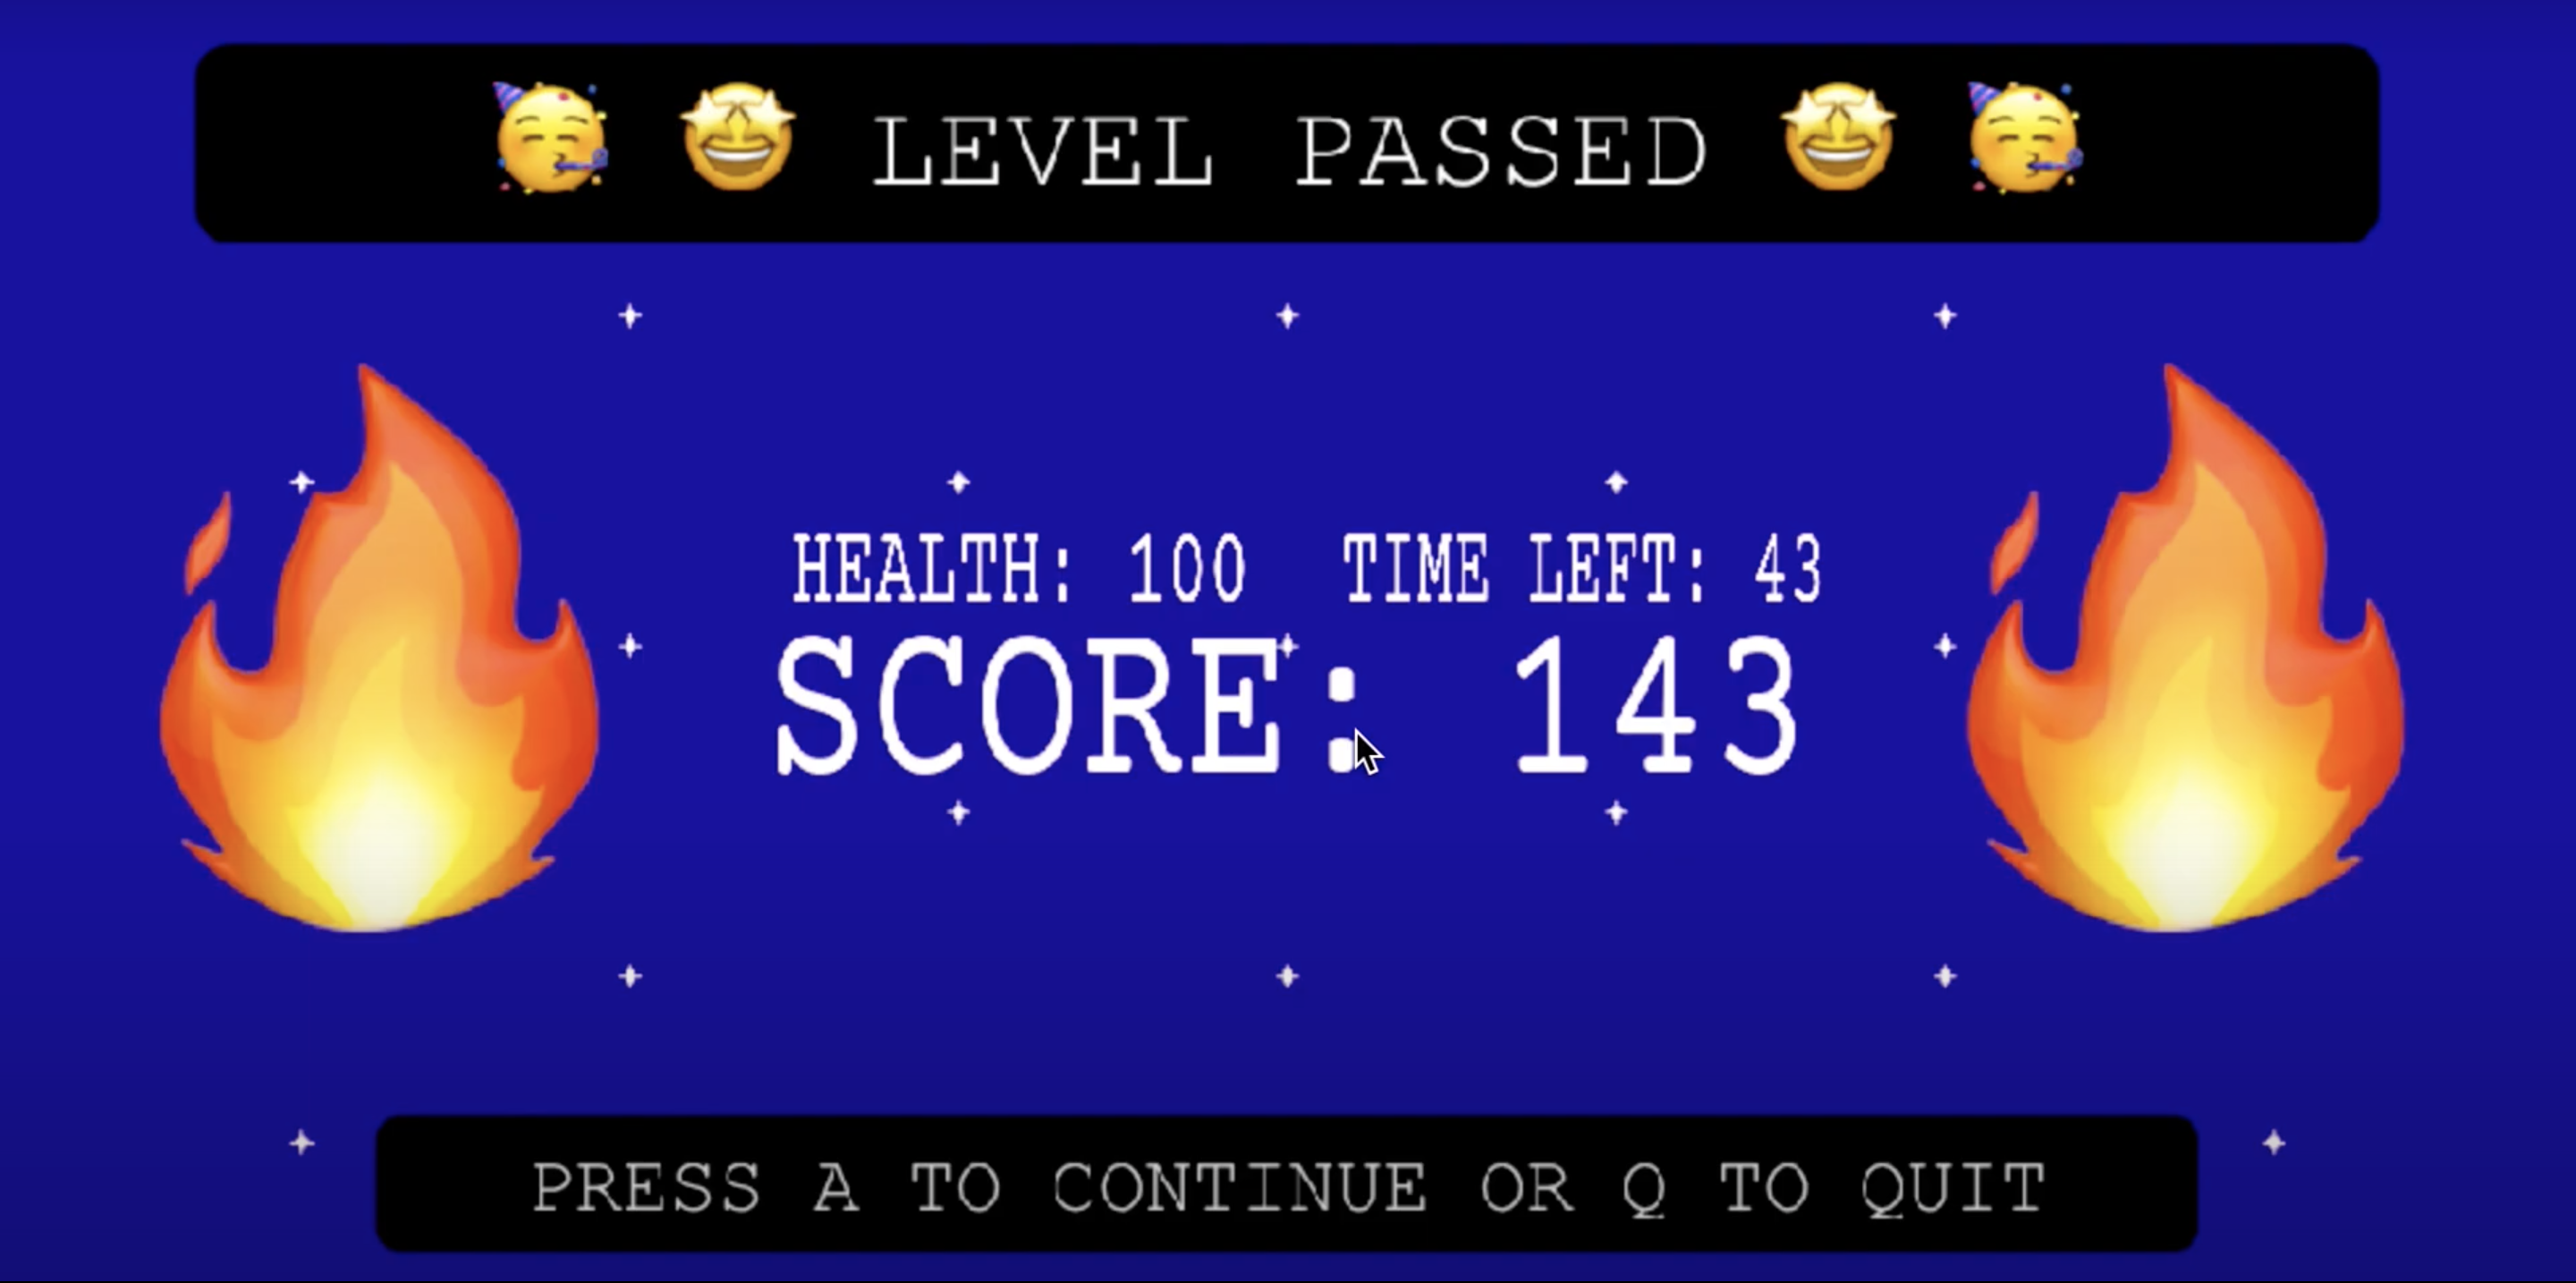 🥳 🤩 LEVEL PASSED 🤩 🥳
HEALTH: 100 TIME LEFT: 43
SCORE: 143
PRESS A TO CONTINUE OR Q TO QUIT